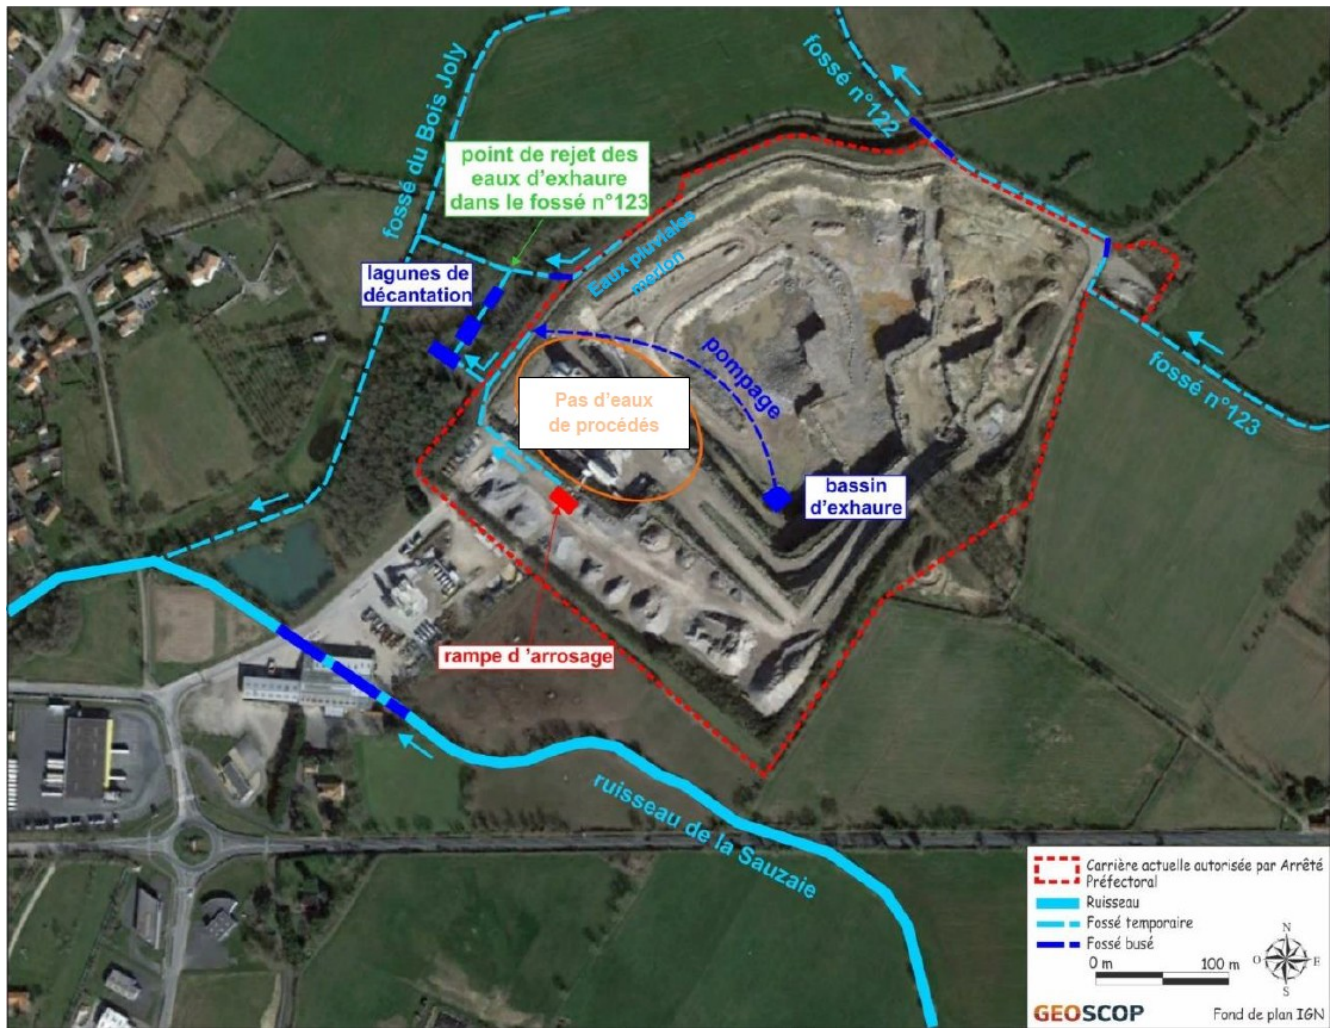 fossé du Bois Joly
fossé n°122
point de rejet des
eaux d'exhaure
dans le fossé n°123
lagunes de
décantation
Eaux pluviales
merlon
pompage
fossé n°123
Pas d'eaux
de procédés
bassin
d'exhaure
rampe d 'arrosage
ruisseau de la Sauzaie
Carrière actuelle autorisée par Arrêté
Préfectoral
Ruisseau
Fossé temporaire
Fossé busé
0 m 100 m
N
O E
S
GEOSCOP
Fond de plan IGN